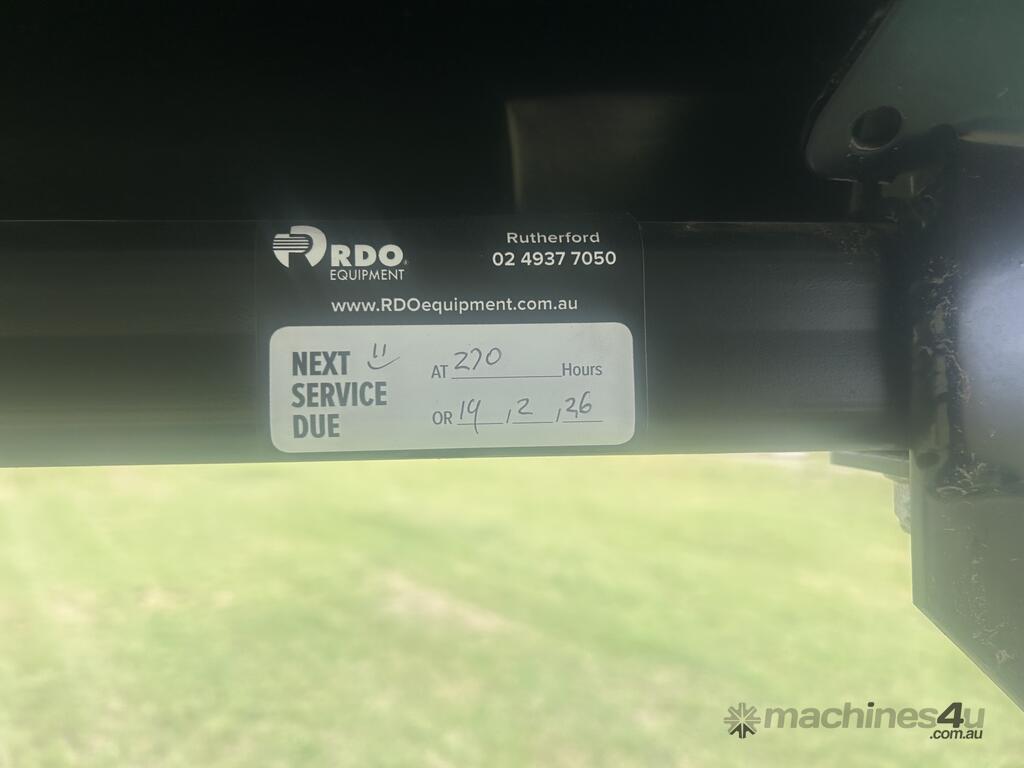 RDO
EQUIPMENT
Rutherford
02 4937 7050
www.RDOequipment.com.au
NEXT
SERVICE
DUE
AT 270 Hours
OR 19, 2, 26
machines4u
.com.au